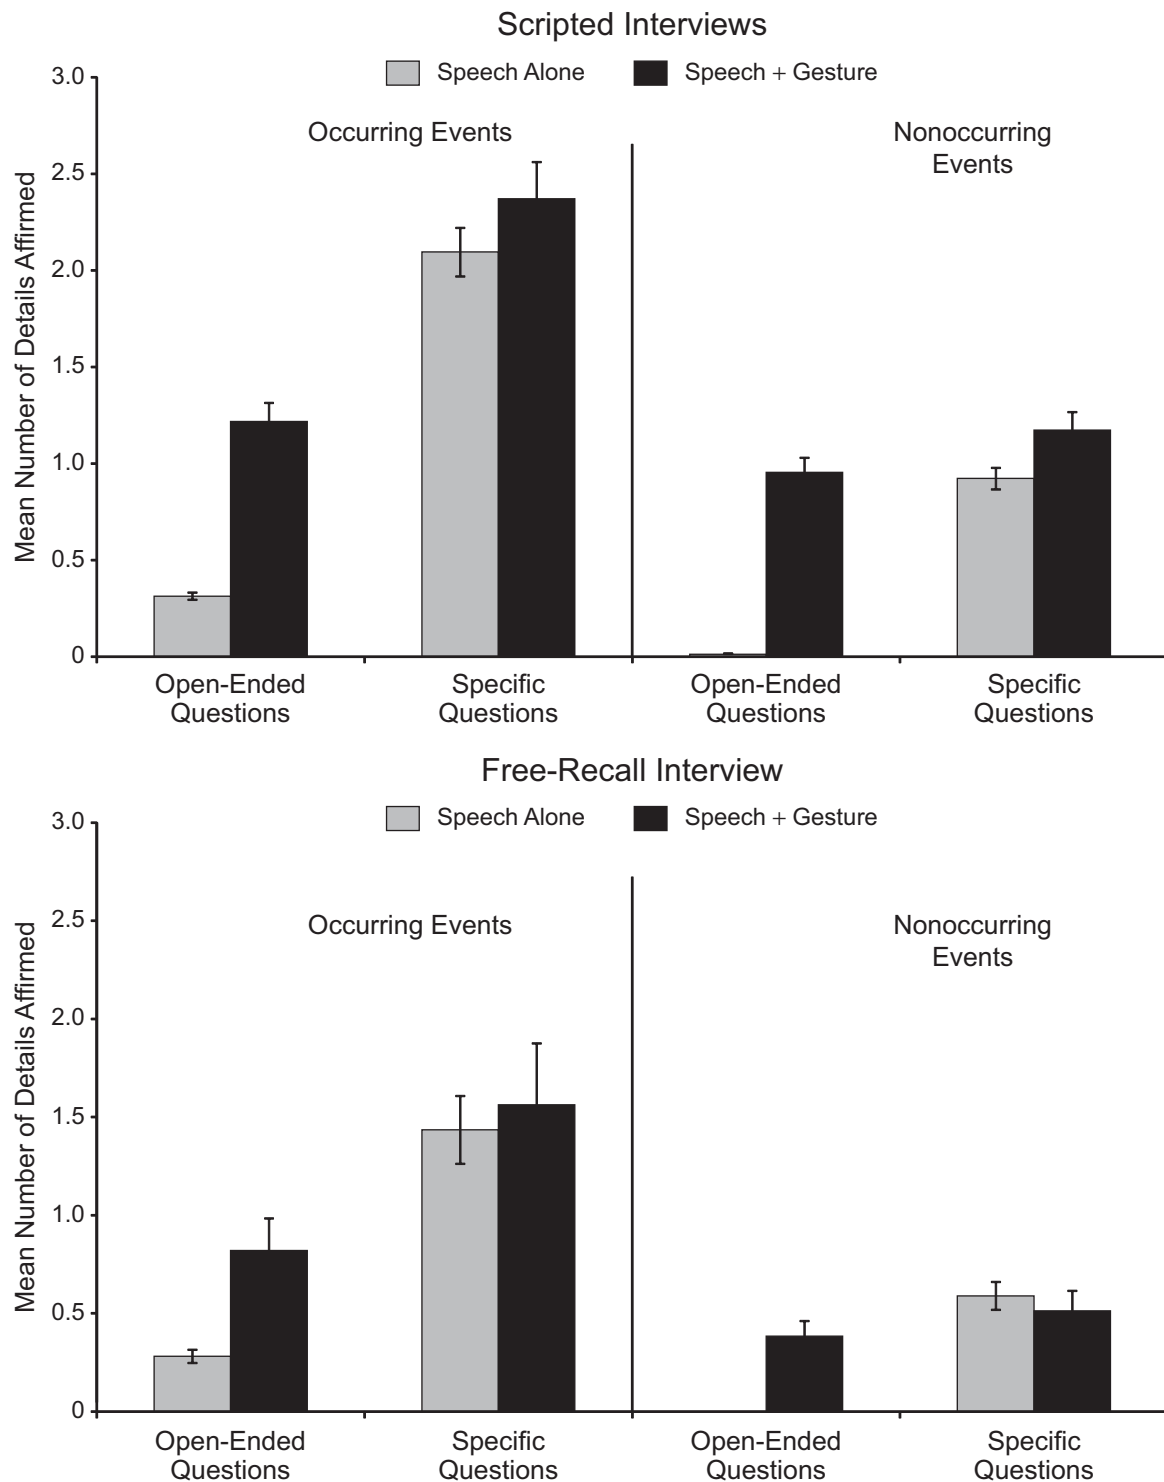 Scripted Interviews
Speech Alone
Speech + Gesture
Occurring Events
Nonoccurring
Events
Mean Number of Details Affirmed
3.0
2.5
2.0
1.5
1.0
0.5
0
Open-Ended
Questions
Specific
Questions
Open-Ended
Questions
Specific
Questions
Free-Recall Interview
Speech Alone
Speech + Gesture
Occurring Events
Nonoccurring
Events
Mean Number of Details Affirmed
3.0
2.5
2.0
1.5
1.0
0.5
0
Open-Ended
Questions
Specific
Questions
Open-Ended
Questions
Specific
Questions